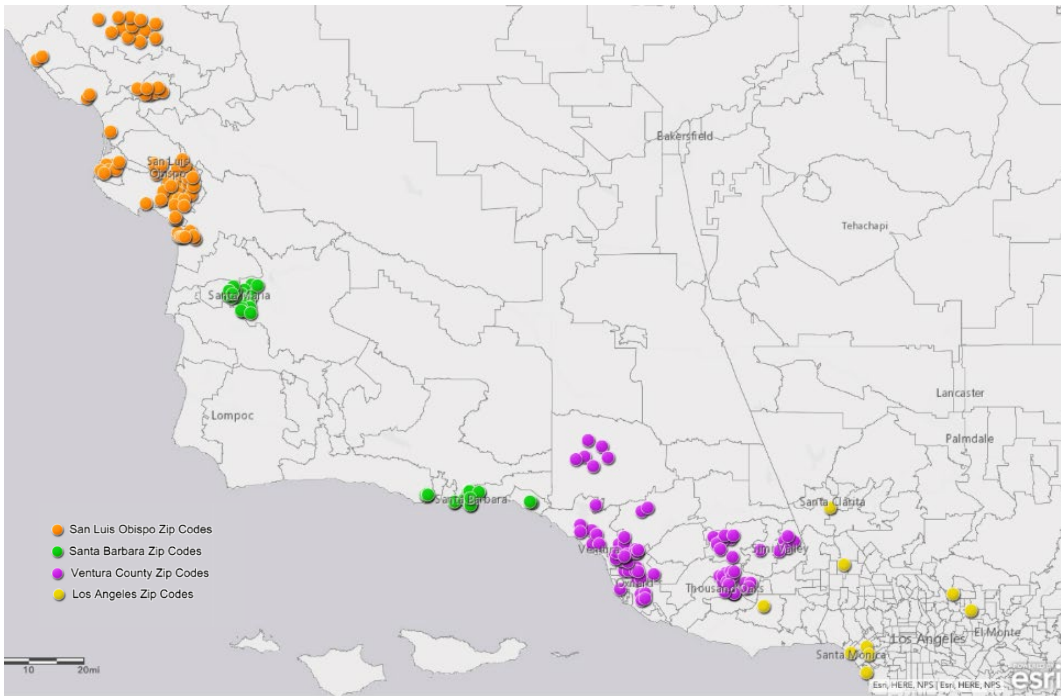 Bakersfield
San Luis
Obispo
Tehachapi
Santa Maria
Lancaster
Lompoc
Palmdale
Santa Barbara
Santa Clarita
San Luis Obispo Zip Codes
Santa Barbara Zip Codes
Ventura
Simi Valley
Ventura County Zip Codes
Oxnard
Thousand Oaks
Los Angeles Zip Codes
El Monte
Los Angeles
Santa Monica
10 20mi
esri
Esri, HERE, NPS | Esri, HERE, NPS